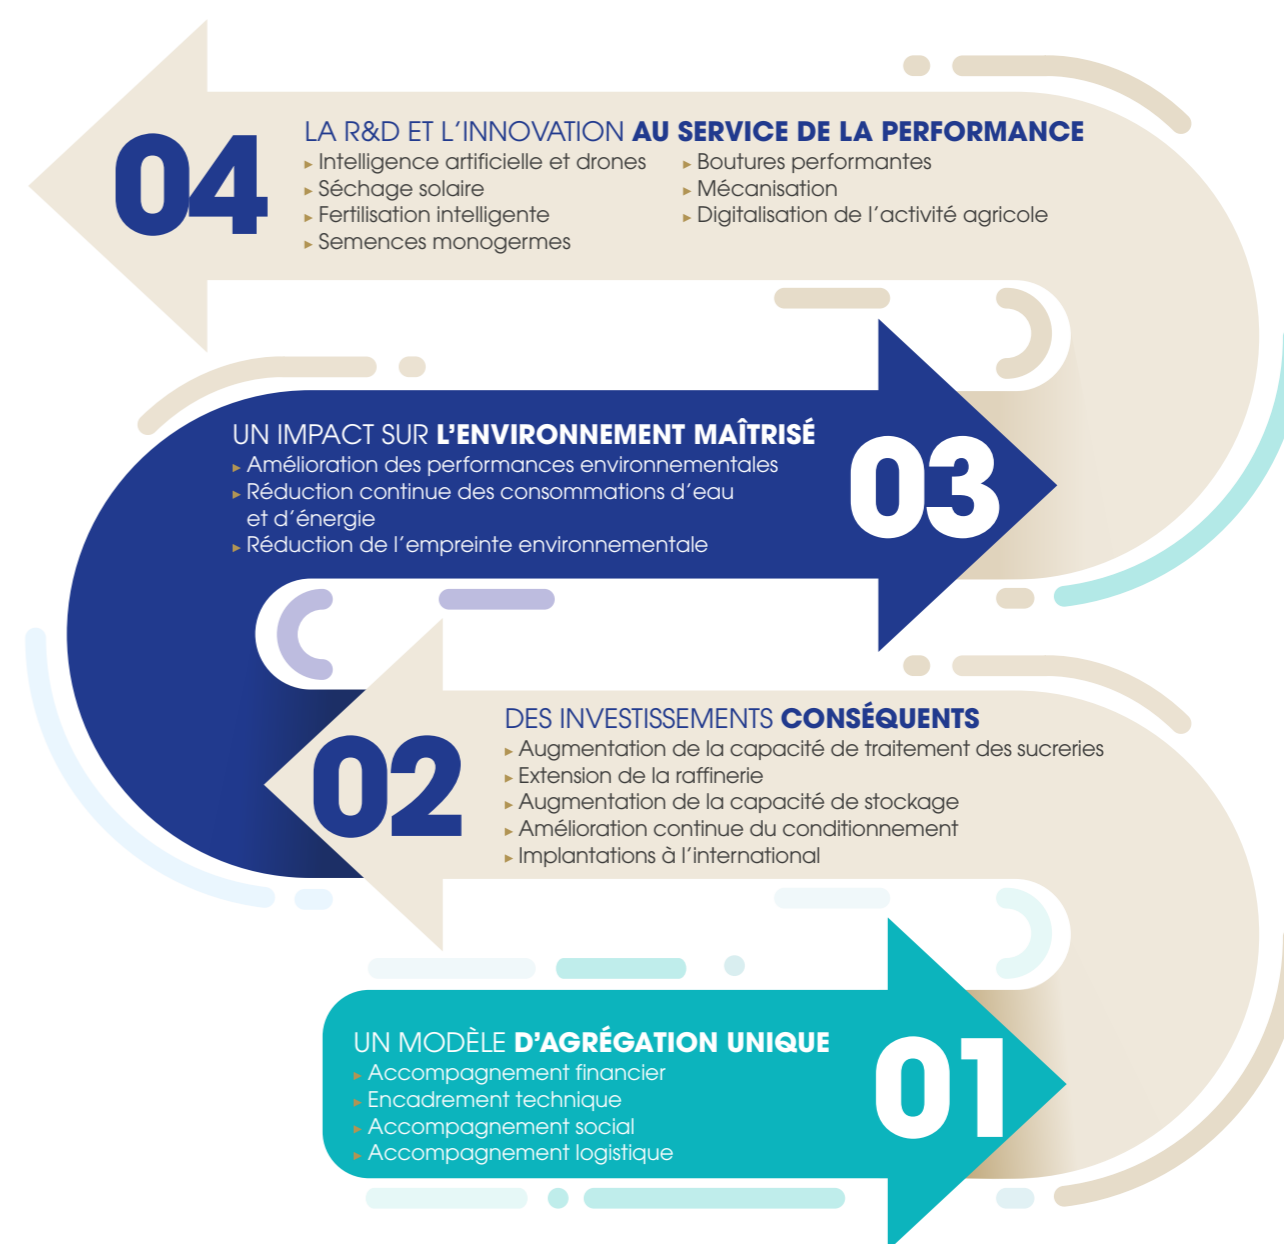 04
LA R&D ET L'INNOVATION AU SERVICE DE LA PERFORMANCE
▸ Intelligence artificielle et drones
▸ Séchage solaire
▸ Fertilisation intelligente
▸ Semences monogermes
▸ Boutures performantes
▸ Mécanisation
▸ Digitalisation de l'activité agricole
UN IMPACT SUR L'ENVIRONNEMENT MAÎTRISÉ
▸ Amélioration des performances environnementales
▸ Réduction continue des consommations d'eau
et d'énergie
▸ Réduction de l'empreinte environnementale
03
02
DES INVESTISSEMENTS CONSÉQUENTS
▸ Augmentation de la capacité de traitement des sucreries
▸ Extension de la raffinerie
▸ Augmentation de la capacité de stockage
▸ Amélioration continue du conditionnement
▸ Implantations à l'international
UN MODÈLE D'AGRÉGATION UNIQUE
▸ Accompagnement financier
▸ Encadrement technique
▸ Accompagnement social
▸ Accompagnement logistique
01